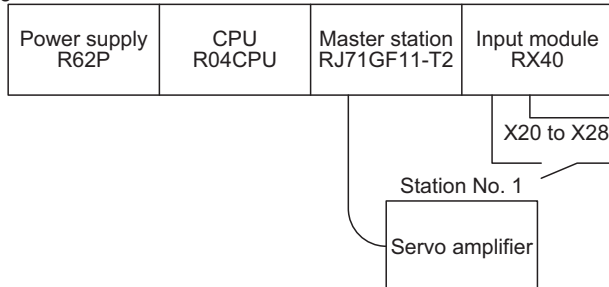 Power supply
R62P
CPU
R04CPU
Master station
RJ71GF11-T2
Input module
RX40
X20 to X28
Station No. 1
Servo amplifier